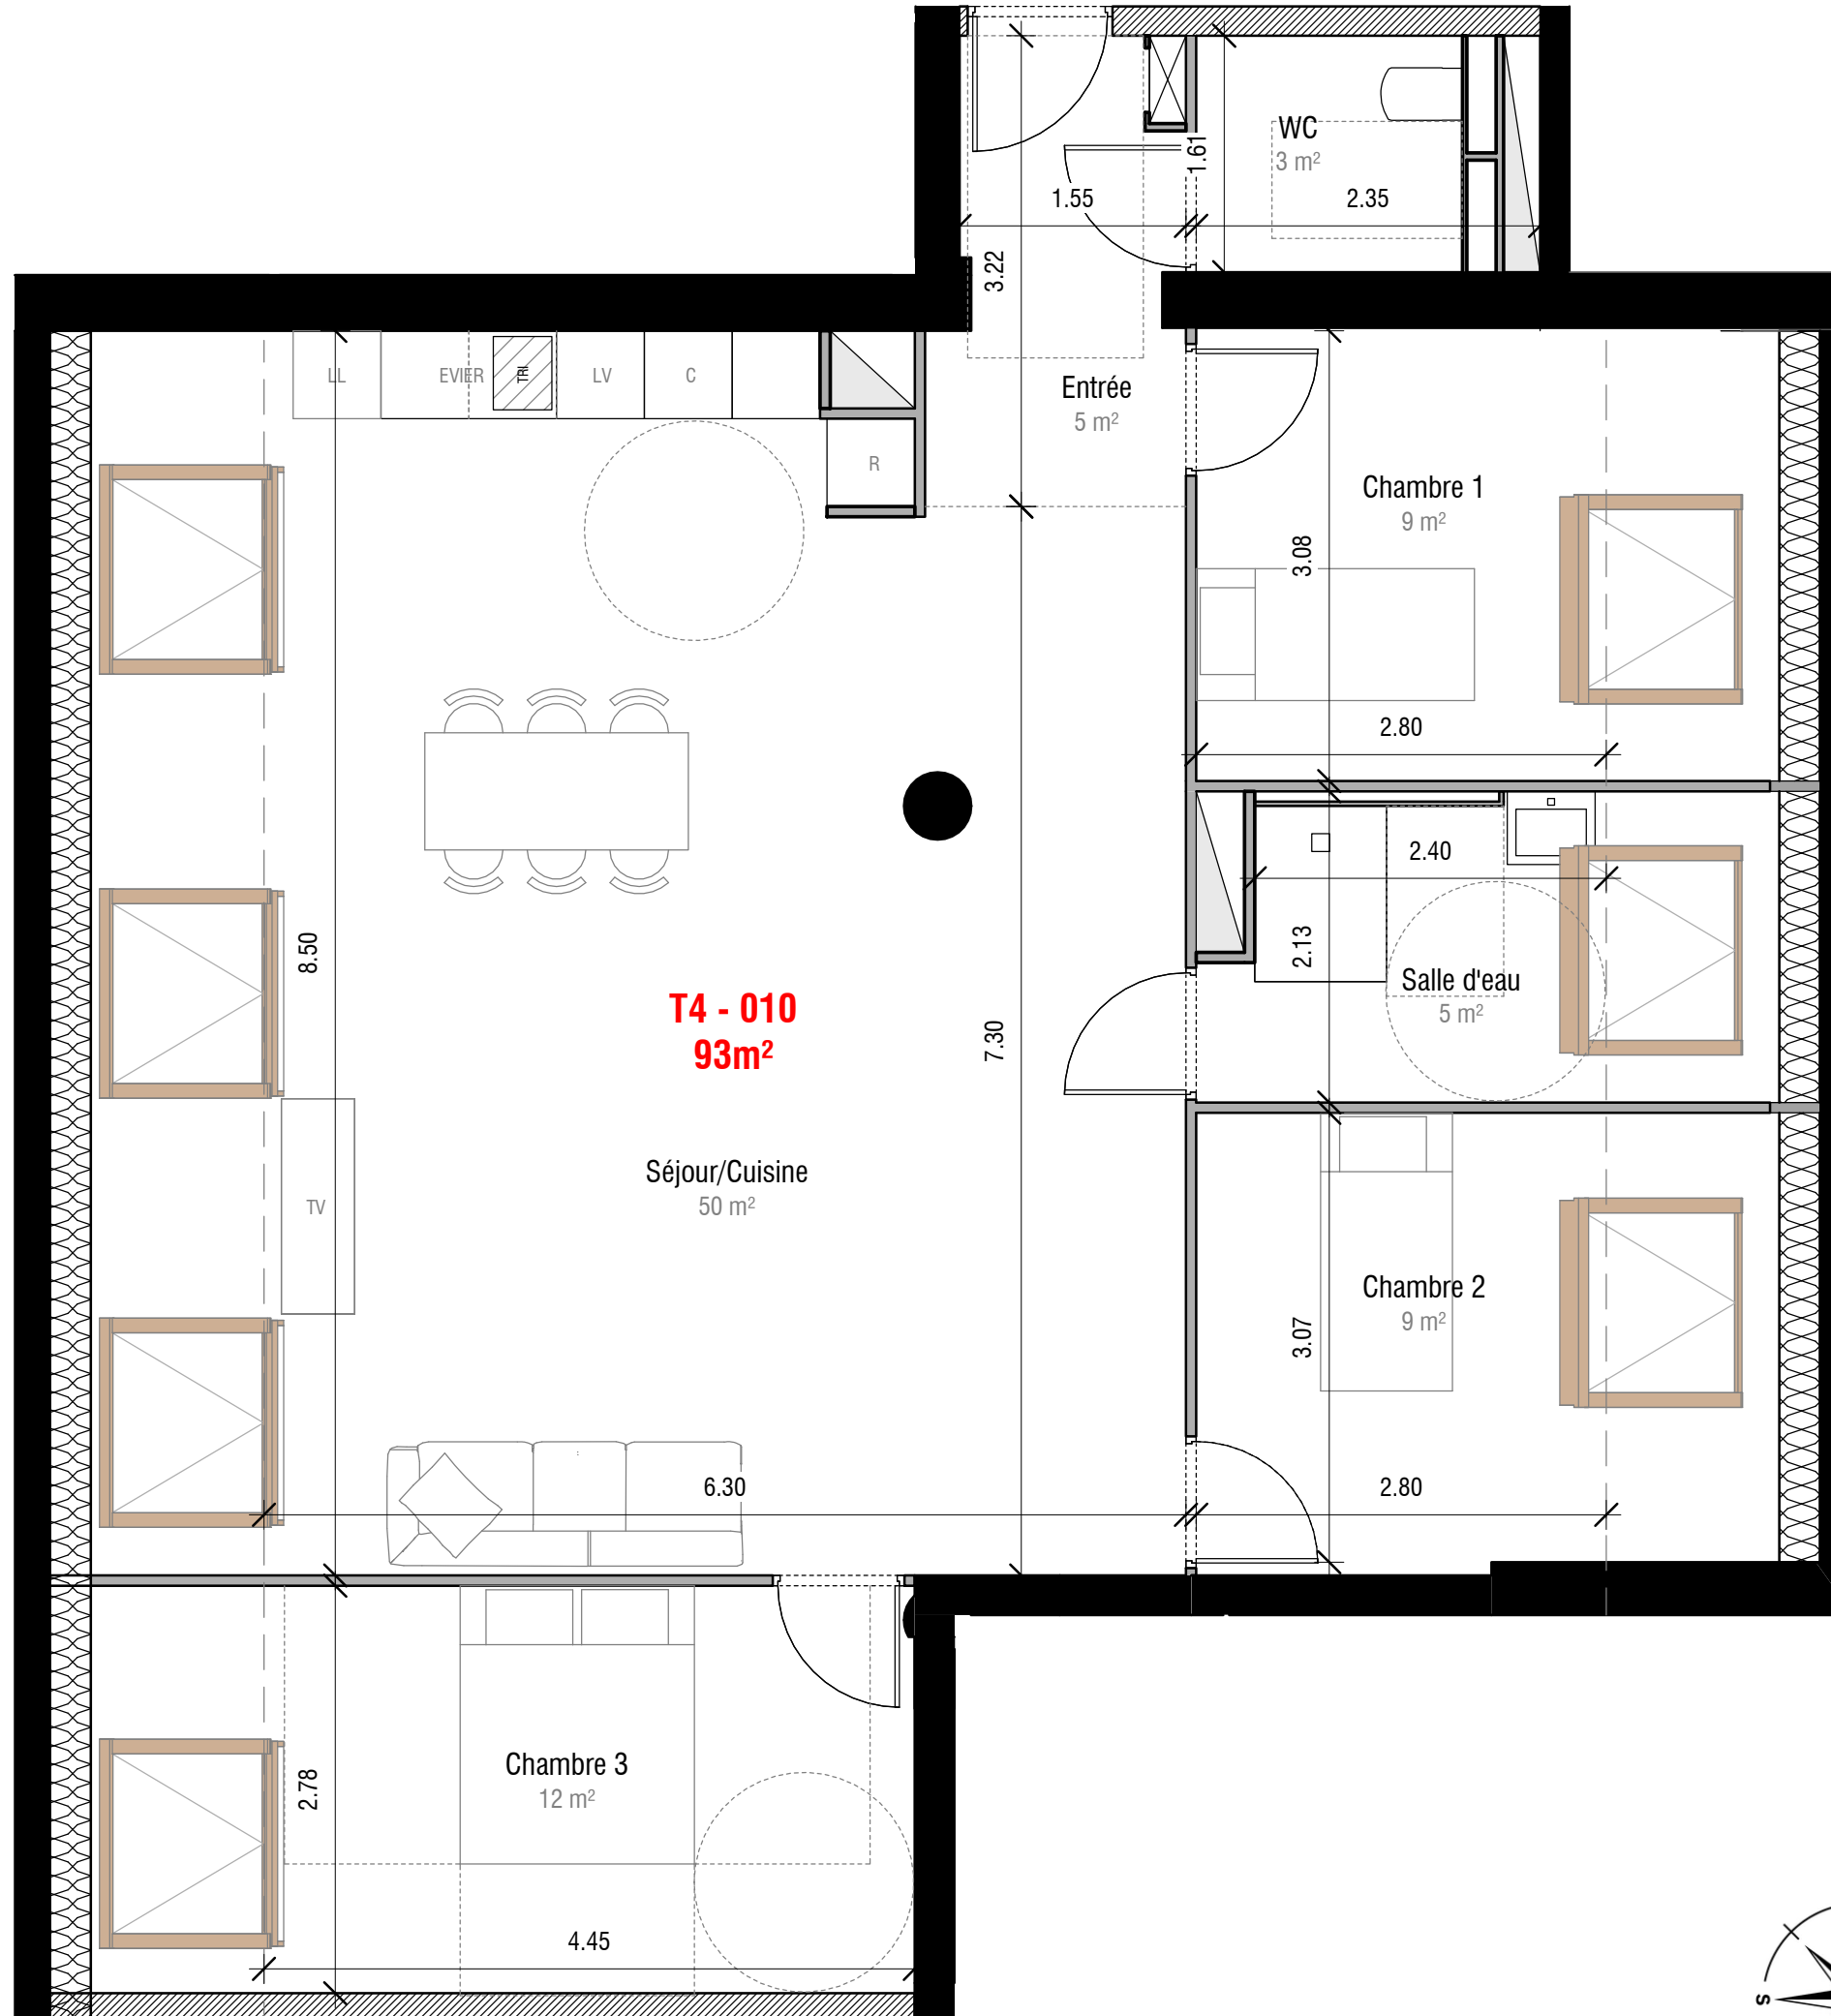 WC
3 m²
1.61
1.55
2.35
3.22
LL
EVIER
TRI
LV
C
Entrée
5 m²
R
Chambre 1
9 m²
3.08
2.80
2.40
8.50
2.13
Salle d'eau
5 m²
T4 - 010
93m²
7.30
Séjour/Cuisine
50 m²
TV
Chambre 2
9 m²
3.07
6.30
2.80
Chambre 3
12 m²
2.78
4.45
S